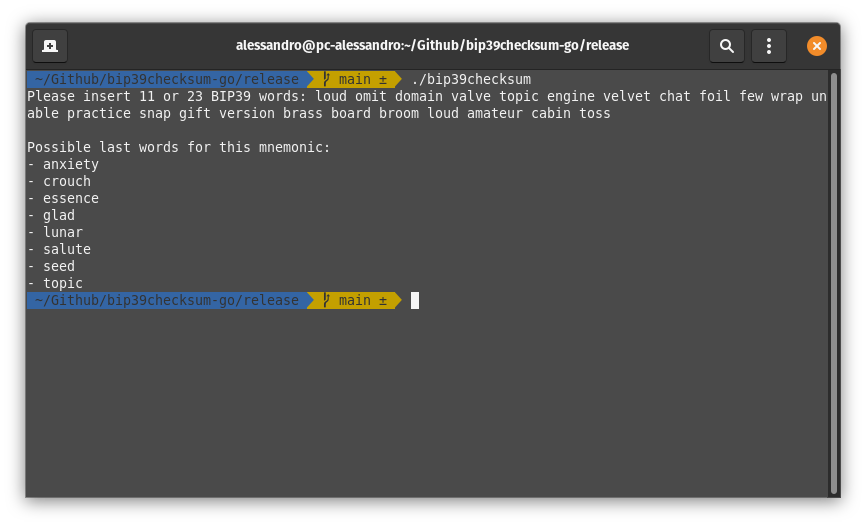 alessandro@pc-alessandro:~/Github/bip39checksum-go/release
~/Github/bip39checksum-go/release main ± ./bip39checksum
Please insert 11 or 23 BIP39 words: loud omit domain valve topic engine velvet chat foil few wrap un
able practice snap gift version brass board broom loud amateur cabin toss
Possible last words for this mnemonic:
- anxiety
- crouch
- essence
- glad
- lunar
- salute
- seed
- topic
~/Github/bip39checksum-go/release main ±